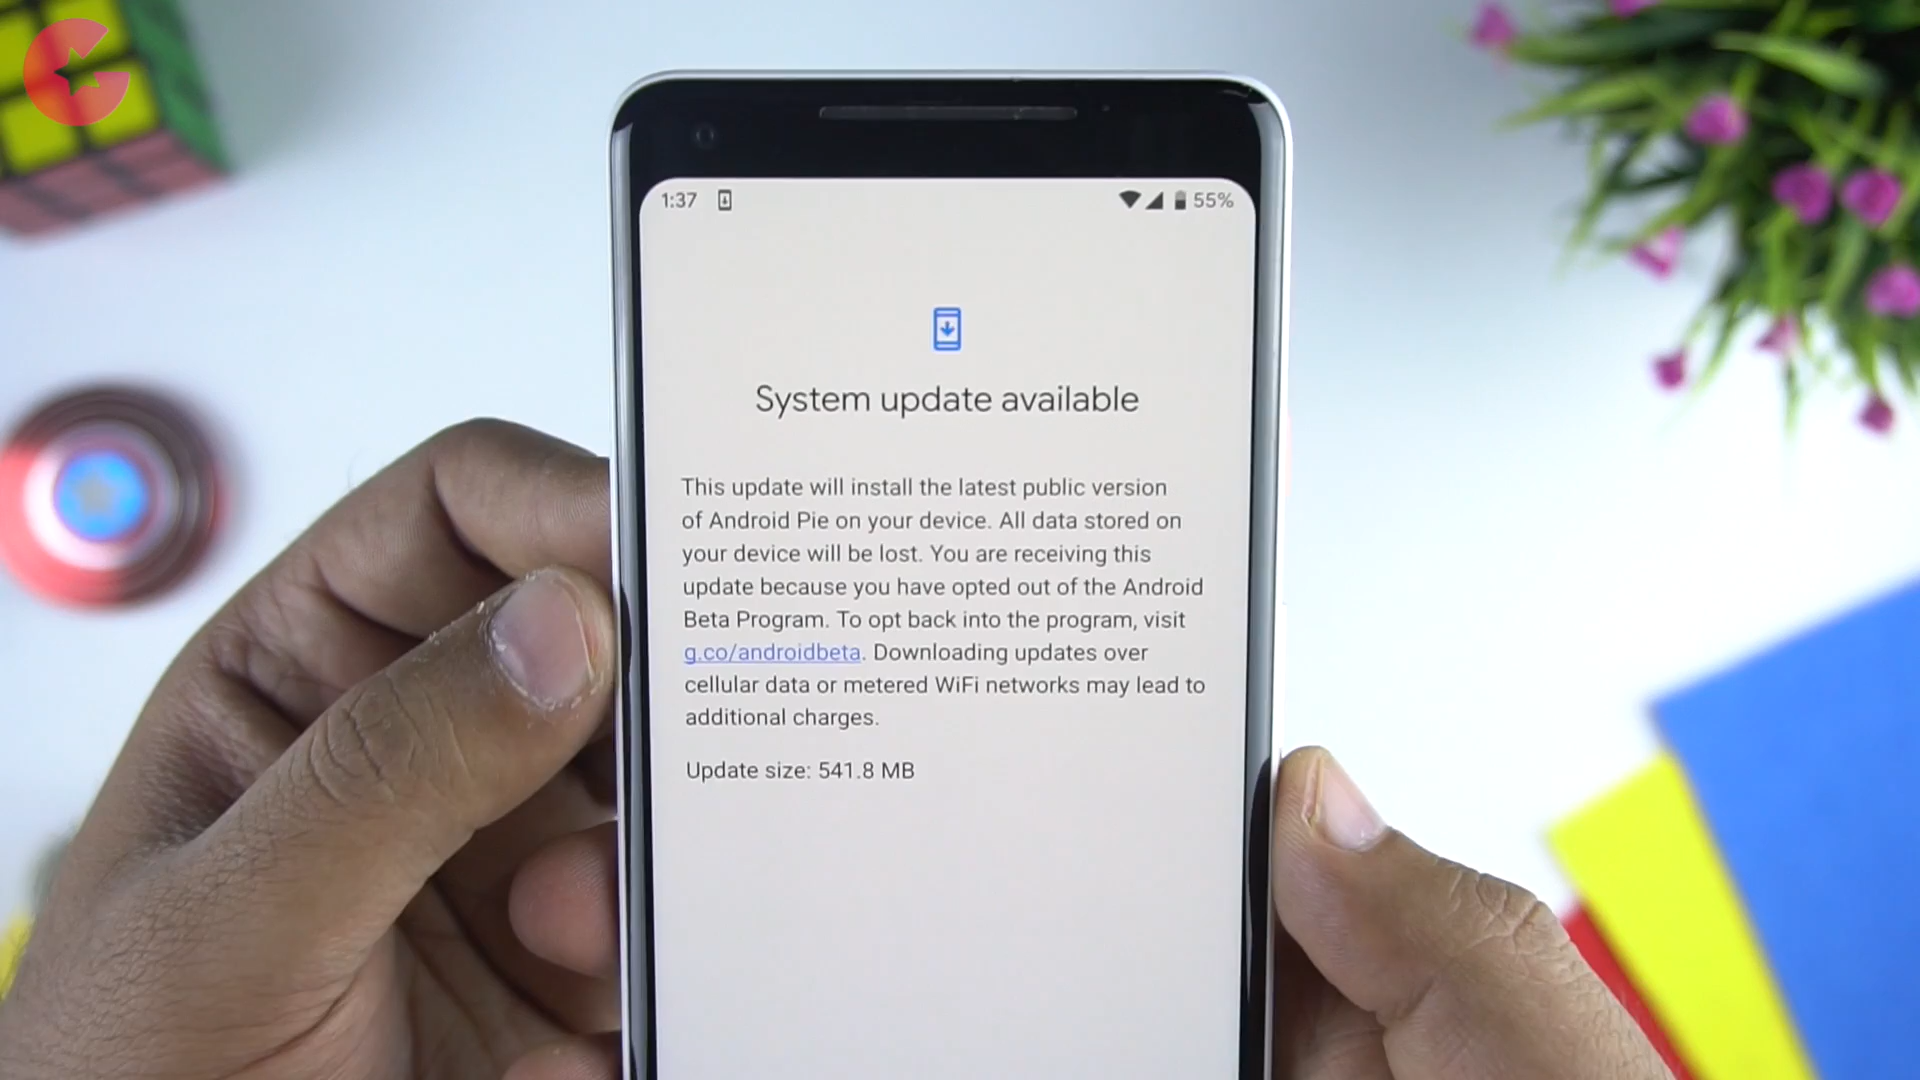 1:37 55%
System update available
This update will install the latest public version
of Android Pie on your device. All data stored on
your device will be lost. You are receiving this
update because you have opted out of the Android
Beta Program. To opt back into the program, visit
g.co/androidbeta. Downloading updates over
cellular data or metered WiFi networks may lead to
additional charges.
Update size: 541.8 MB